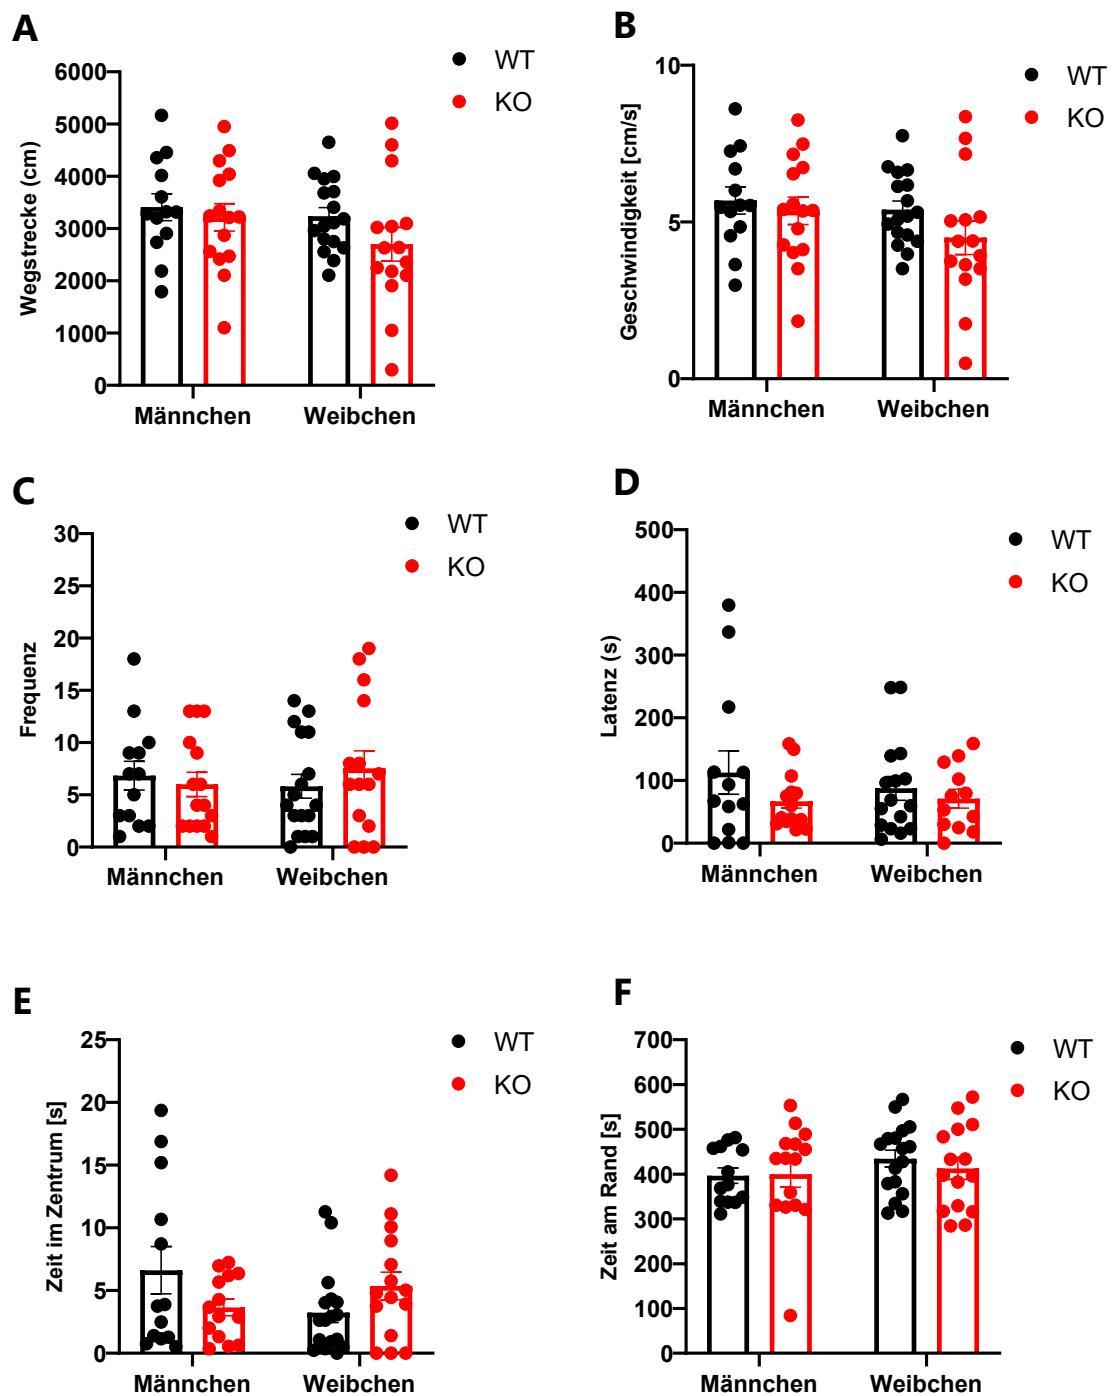 A
WT
KO
Wegstrecke (cm)
6000
5000
4000
3000
2000
1000
0
Männchen Weibchen
B
WT
KO
Geschwindigkeit [cm/s]
10
5
0
Männchen Weibchen
C
WT
KO
Frequenz
30
25
20
15
10
5
0
Männchen Weibchen
D
WT
KO
Latenz (s)
500
400
300
200
100
0
Männchen Weibchen
E
WT
KO
Zeit im Zentrum [s]
25
20
15
10
5
0
Männchen Weibchen
F
WT
KO
Zeit am Rand [s]
700
600
500
400
300
200
100
0
Männchen Weibchen